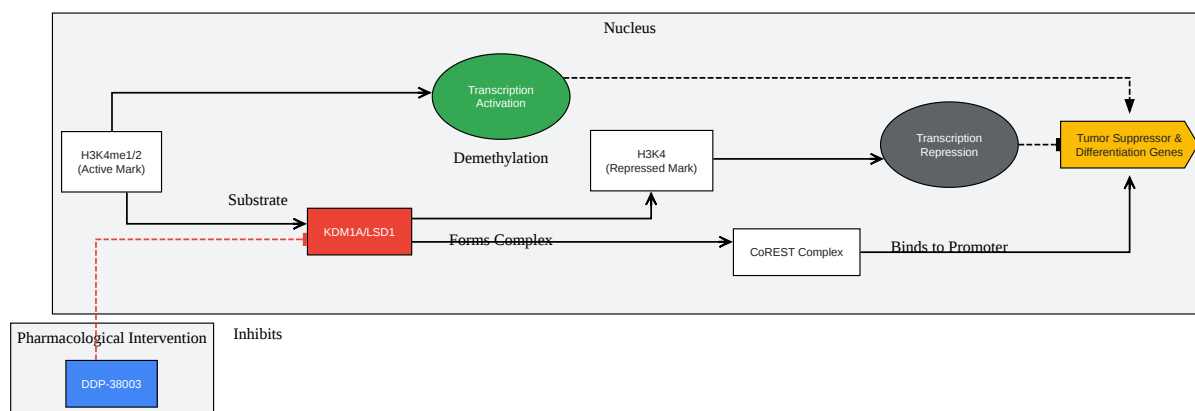 Nucleus
Transcription
Activation
H3K4me1/2
(Active Mark)
Demethylation
H3K4
(Repressed Mark)
Transcription
Repression
Tumor Suppressor &
Differentiation Genes
Substrate
KDM1A/LSD1
Forms Complex
CoREST Complex
Binds to Promoter
Pharmacological Intervention
Inhibits
DDP-38003